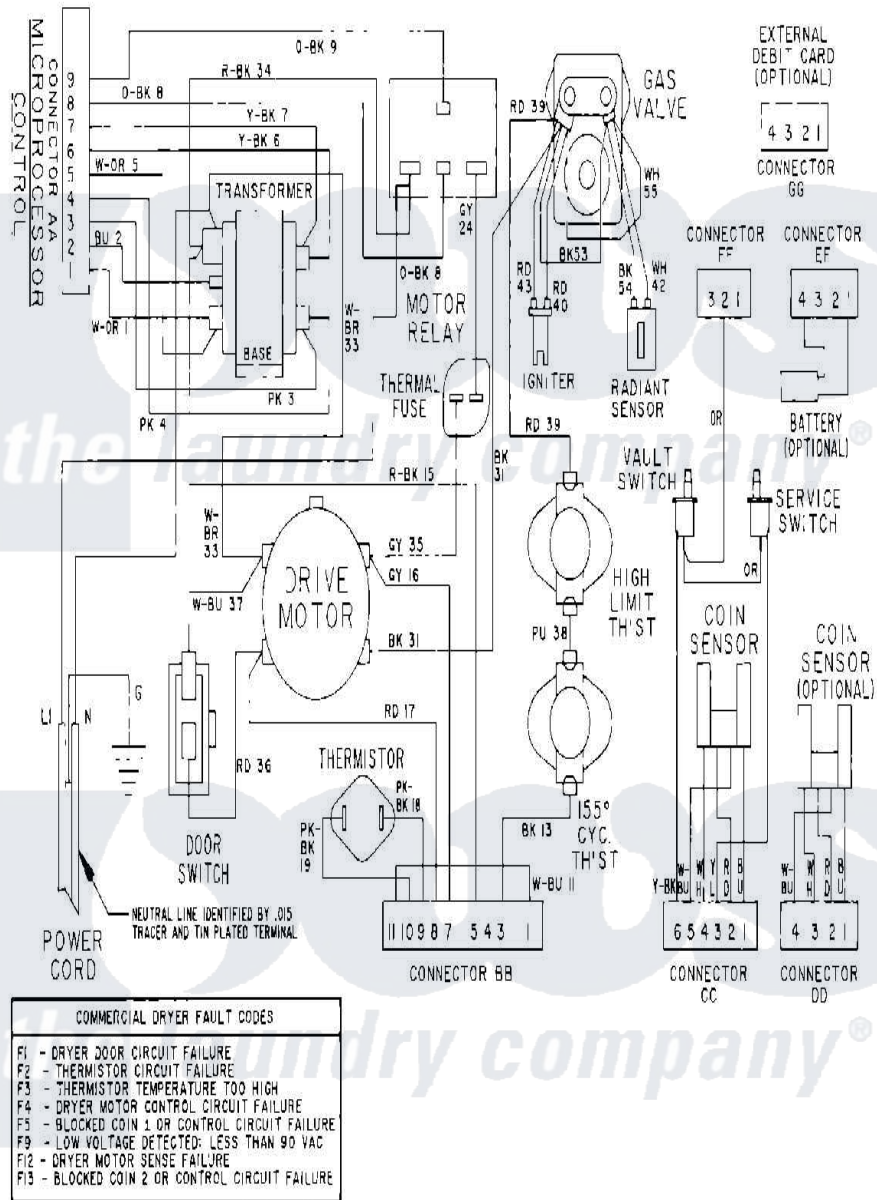 O-BK 9
R-BK 34
O-BK 8
Y-BK 7
Y-BK 6
W-OR 5
BU 2
W-OR 1
MICROPROCESSOR
CONTROL
CONNECTOR AA
9
8
7
6
5
4
3
2
1
TRANSFORMER
BASE
PK 3
PK 4
W-
BR
33
O-BK 8
MOTOR
RELAY
GY
24
RD 39
GAS
VALVE
WH
55
BK53
RD
43
RD
40
BK
54
WH
42
IGNITER
RADIANT
SENSOR
EXTERNAL
DEBIT CARD
(OPTIONAL)
4 3 2 1
CONNECTOR
GG
CONNECTOR
FF
3 2 1
CONNECTOR
EF
4 3 2 1
BATTERY
(OPTIONAL)
THERMAL
FUSE
RD 39
OR
VAULT
SWITCH
SERVICE
SWITCH
OR
R-BK 15
BK
31
W-
BR
33
GY 35
GY 16
DRIVE
MOTOR
W-BU 37
BK 31
HIGH
LIMIT
TH'ST
PU 38
COIN
SENSOR
COIN
SENSOR
(OPTIONAL)
L1
N
G
RD 17
RD 36
THERMISTOR
PK-
BK 18
PK-
BK
19
BK 13
155°
CYC.
TH'ST
DOOR
SWITCH
W-BU 11
Y-BK
W-
BU
WH
YL
RD
BU
W-
BU
WH
RD
BU
NEUTRAL LINE IDENTIFIED BY .015
TRACER AND TIN PLATED TERMINAL
POWER
CORD
11 10 9 8 7 5 4 3 1
CONNECTOR BB
6 5 4 3 2 1
CONNECTOR
CC
4 3 2 1
CONNECTOR
DD
COMMERCIAL DRYER FAULT CODES
F1 - DRYER DOOR CIRCUIT FAILURE
F2 - THERMISTOR CIRCUIT FAILURE
F3 - THERMISTOR TEMPERATURE TOO HIGH
F4 - DRYER MOTOR CONTROL CIRCUIT FAILURE
F5 - BLOCKED COIN 1 OR CONTROL CIRCUIT FAILURE
F9 - LOW VOLTAGE DETECTED: LESS THAN 90 VAC
F12 - DRYER MOTOR SENSE FAILURE
F13 - BLOCKED COIN 2 OR CONTROL CIRCUIT FAILURE
the laundry company®
the laundry company®